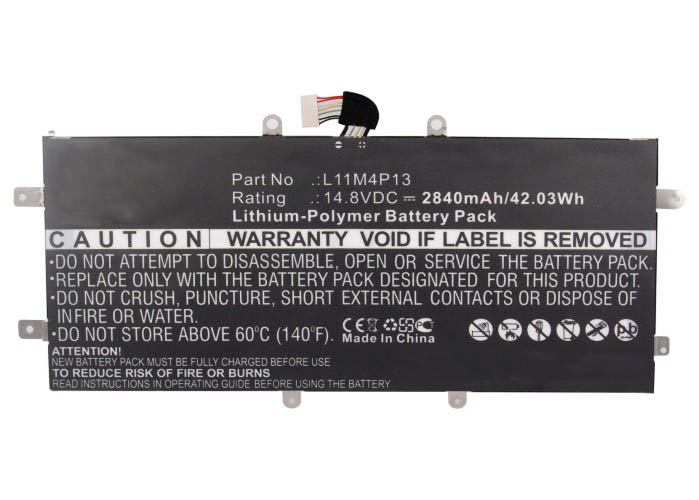 Part No .:L11M4P13
Rating .:14.8VDC ⎓ 2840mAh/42.03Wh
Lithium-Polymer Battery Pack
CAUTION WARRANTY VOID IF LABEL IS REMOVED
•DO NOT ATTEMPT TO DISASSEMBLE, OPEN OR SERVICE THE BATTERY PACK.
•REPLACE ONLY WITH THE BATTERY PACK DESIGNATED FOR THIS PRODUCT
•DO NOT CRUSH, PUNCTURE, SHORT EXTERNAL CONTACTS OR DISPOSE OF
IN FIRE OR WATER.
•DO NOT STORE ABOVE 60°C (140°F).
ATTENTION!
NEW BATTERY PACK MUST BE FULLY CHARGED BEFORE USE
TO REDUCE RISK OF FIRE OR BURNS
READ INSTRUCTIONS AND OPERATING GUIDE BEFORE USING THE BATTERY
Made in China
Pb